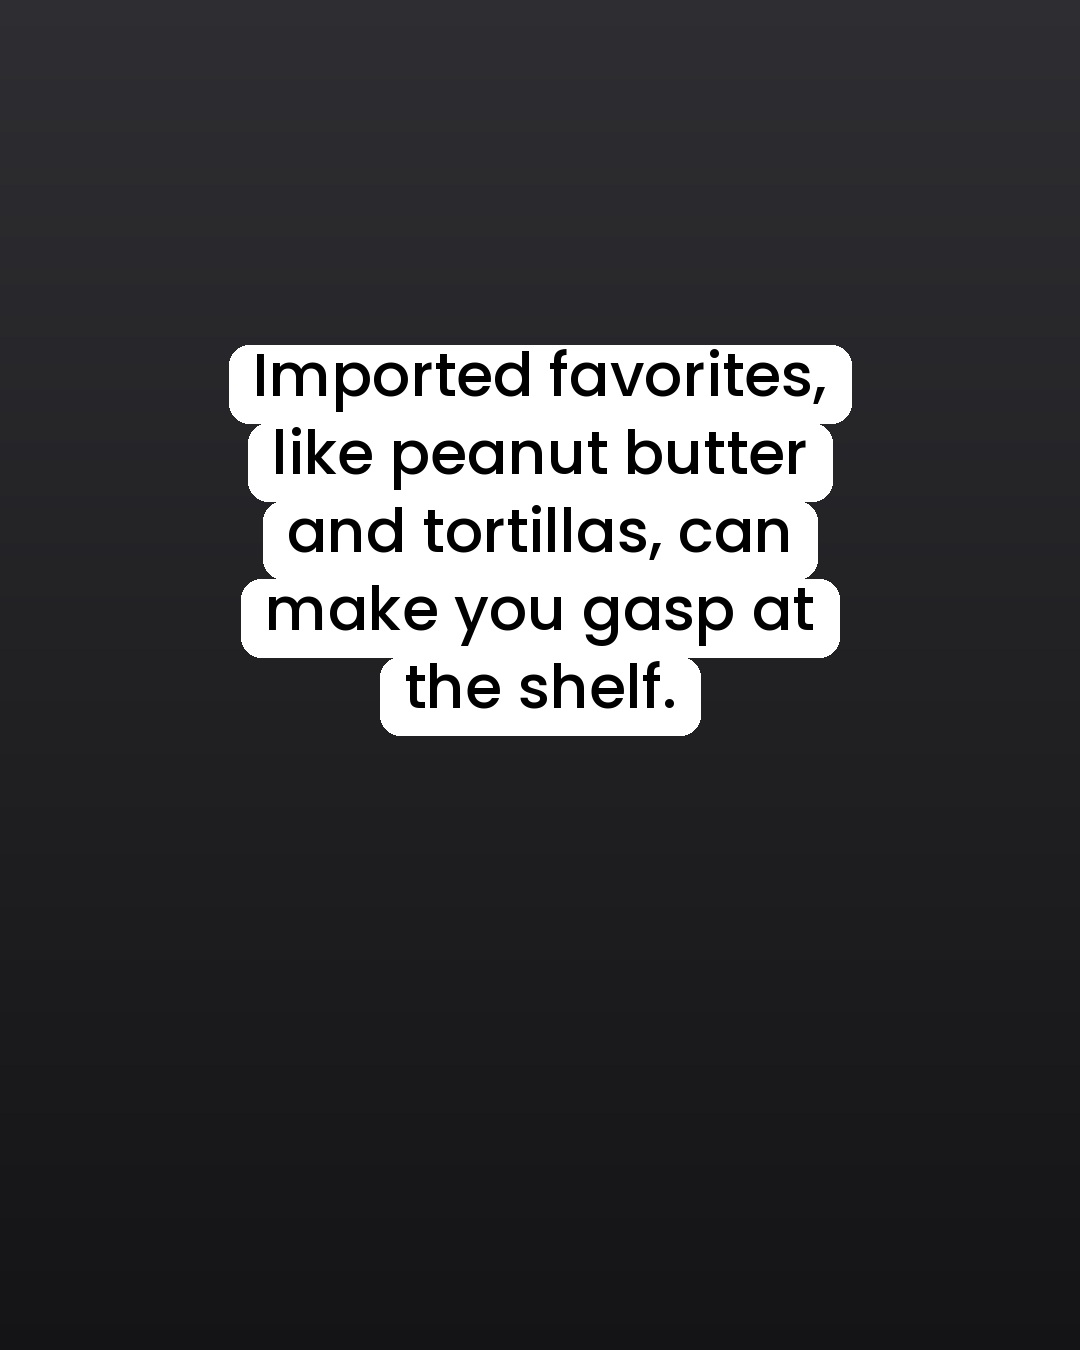 Imported favorites,
like peanut butter
and tortillas, can
make you gasp at
the shelf.